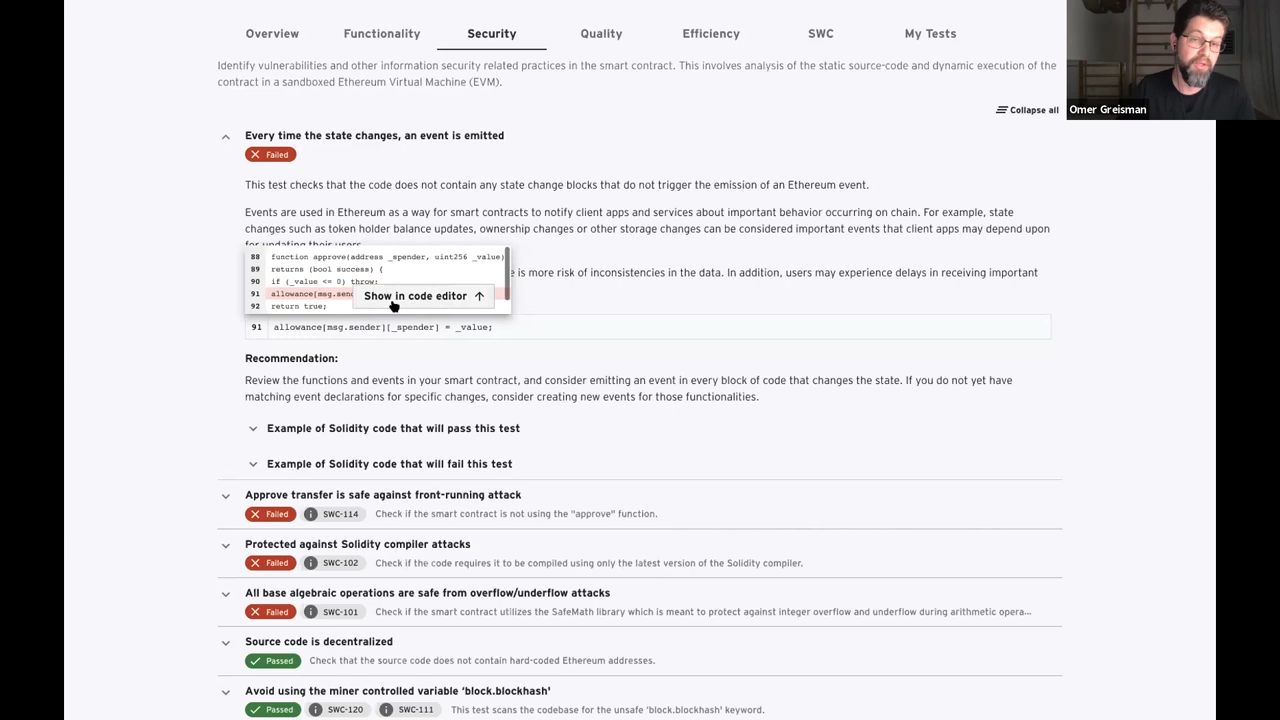 Overview Functionality Security Quality Efficiency SWC My Tests
Identify vulnerabilities and other information security related practices in the smart contract. This involves analysis of the static source-code and dynamic execution of the
contract in a sandboxed Ethereum Virtual Machine (EVM).
Omer Greisman
Collapse all
Every time the state changes, an event is emitted
Failed
This test checks that the code does not contain any state change blocks that do not trigger the emission of an Ethereum event.
Events are used in Ethereum as a way for smart contracts to notify client apps and services about important behavior occurring on chain. For example, state
changes such as token holder balance updates, ownership changes or other storage changes can be considered important events that client apps may depend upon
for updating their users.
88 function approve(address _spender, uint256 _value)
89 returns (bool success) {
e is more risk of inconsistencies in the data. In addition, users may experience delays in receiving important
90 if (_value <= 0) throw;
91 allowance[msg.send
Show in code editor
92 return true;
91 allowance[msg.sender][_spender] = _value;
Recommendation:
Review the functions and events in your smart contract, and consider emitting an event in every block of code that changes the state. If you do not yet have
matching event declarations for specific changes, consider creating new events for those functionalities.
Example of Solidity code that will pass this test
Example of Solidity code that will fail this test
Approve transfer is safe against front-running attack
Failed SWC-114 Check if the smart contract is not using the "approve" function.
Protected against Solidity compiler attacks
Failed SWC-102 Check if the code requires it to be compiled using only the latest version of the Solidity compiler.
All base algebraic operations are safe from overflow/underflow attacks
Failed SWC-101 Check if the smart contract utilizes the SafeMath library which is meant to protect against integer overflow and underflow during arithmetic opera...
Source code is decentralized
Passed Check that the source code does not contain hard-coded Ethereum addresses.
Avoid using the miner controlled variable 'block.blockhash'
Passed SWC-120 SWC-111 This test scans the codebase for the unsafe 'block.blockhash' keyword.